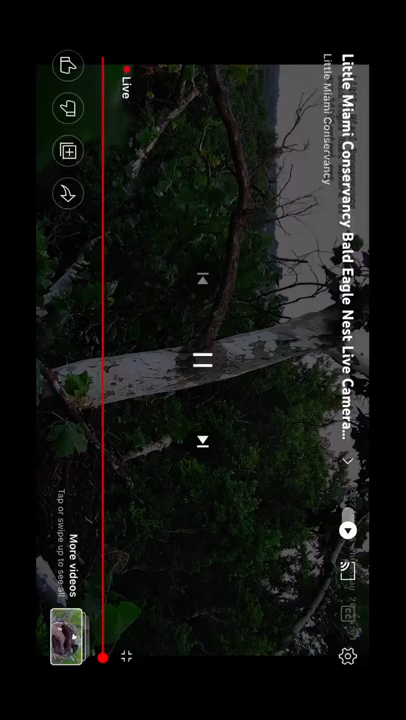 Little Miami Conservancy Bald Eagle Nest Live Camera...
Little Miami Conservancy
CC
Live
More videos
Tap or swipe up to see all